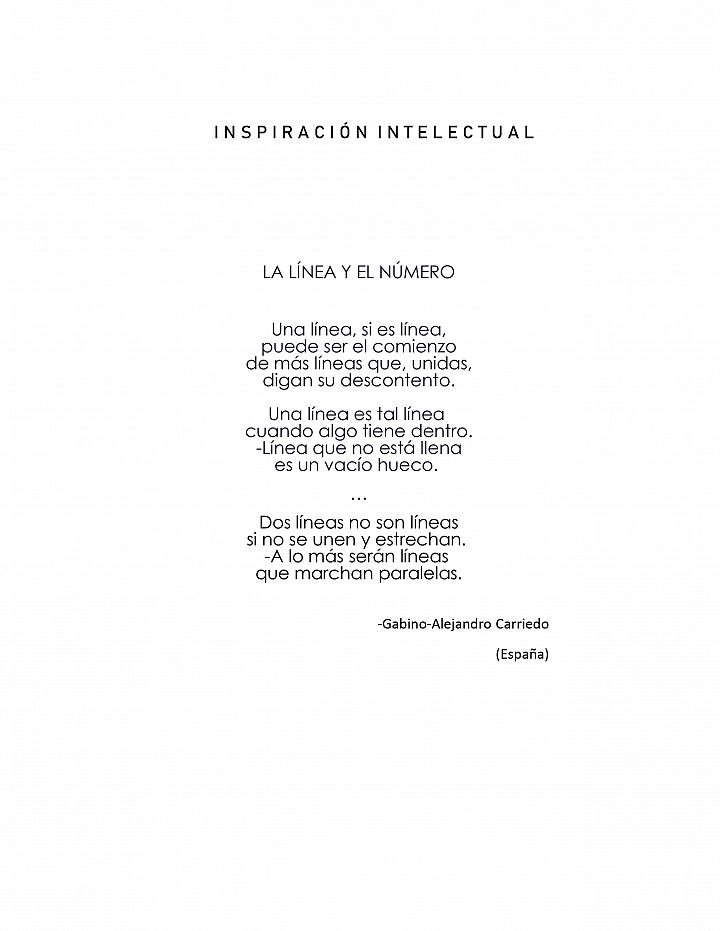 INSPIRACIÓN INTELECTUAL
LA LÍNEA Y EL NÚMERO
Una línea, si es línea,
puede ser el comienzo
de más líneas que, unidas,
digan su descontento.
Una línea es tal línea
cuando algo tiene dentro.
-Línea que no está llena
es un vacío hueco.
...
Dos líneas no son líneas
si no se unen y estrechan.
-A lo más serán líneas
que marchan paralelas.
-Gabino-Alejandro Carriedo
(España)